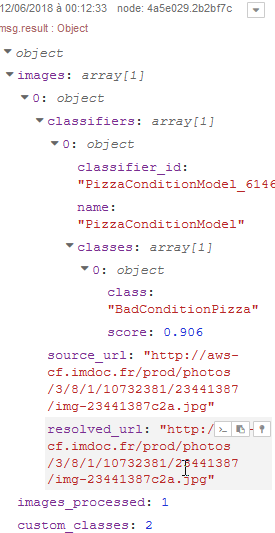 12/06/2018 à 00:12:33 node: 4a5e029.2b2bf7c
msg.result : Object
object
images: array[1]
0: object
classifiers: array[1]
0: object
classifier_id:
"PizzaConditionModel_6146
name:
"PizzaConditionModel"
classes: array[1]
0: object
class:
"BadConditionPizza"
score: 0.906
source_url: "http://aws-
cf.imdoc.fr/prod/photos
/3/8/1/10732381/23441387
/img-23441387c2a.jpg"
resolved_url: "http:/
cf.imdoc.fr/prod/photos
/3/8/1/10732381/23441387
/img-23441387c2a.jpg"
images_processed: 1
custom_classes: 2